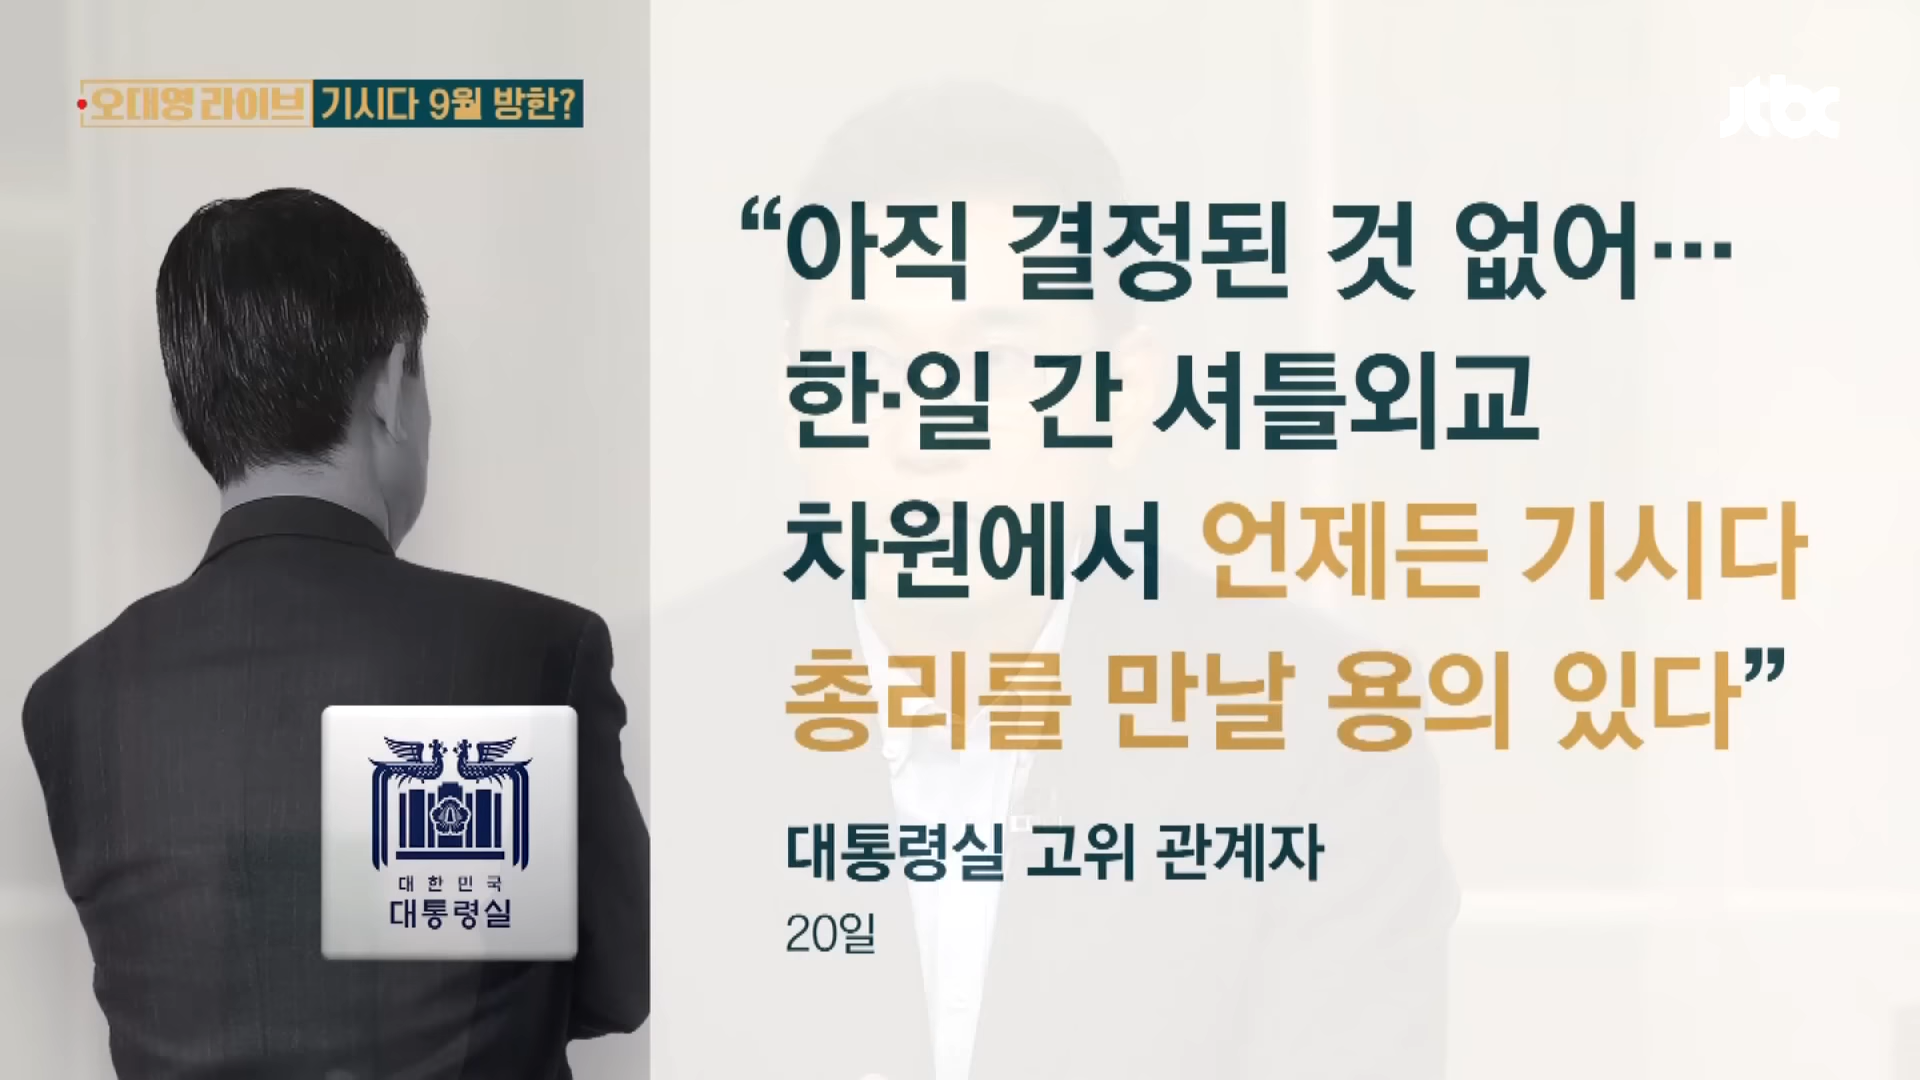 오대영 라이브 기시다 9월 방한?
jtbc
“아직 결정된 것 없어…
한·일 간 셔틀외교
차원에서 언제든 기시다
총리를 만날 용의 있다”
대통령실 고위 관계자
20일
대한민국
대통령실